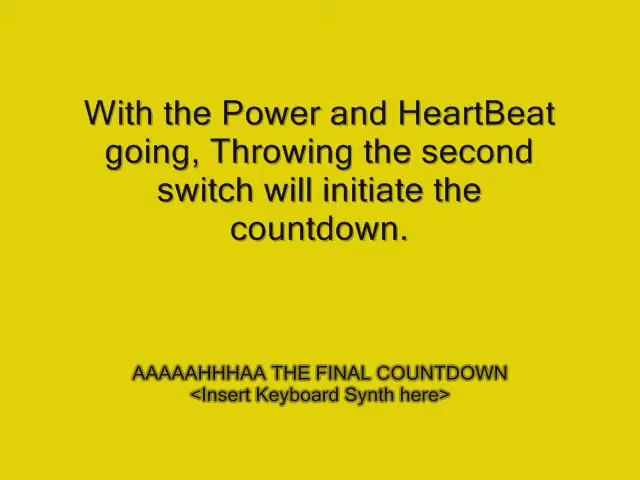 With the Power and HeartBeat
going, Throwing the second
switch will initiate the
countdown.
AAAAAHHHAA THE FINAL COUNTDOWN
<Insert Keyboard Synth here>